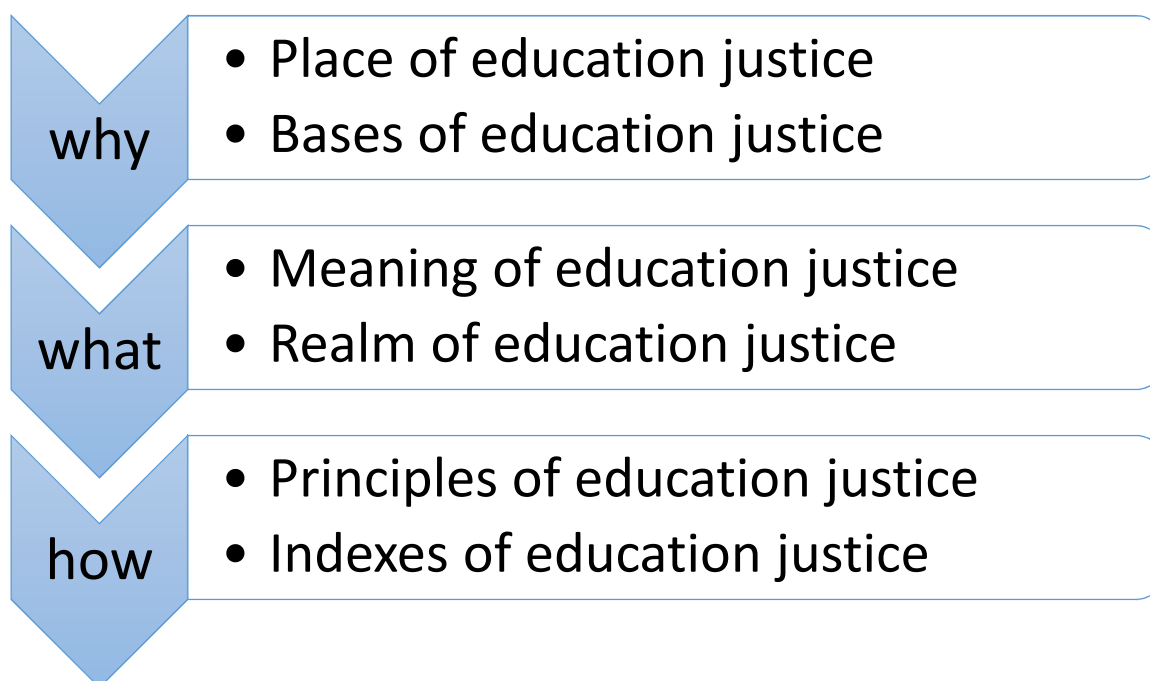 why
• Place of education justice
• Bases of education justice
what
• Meaning of education justice
• Realm of education justice
how
• Principles of education justice
• Indexes of education justice